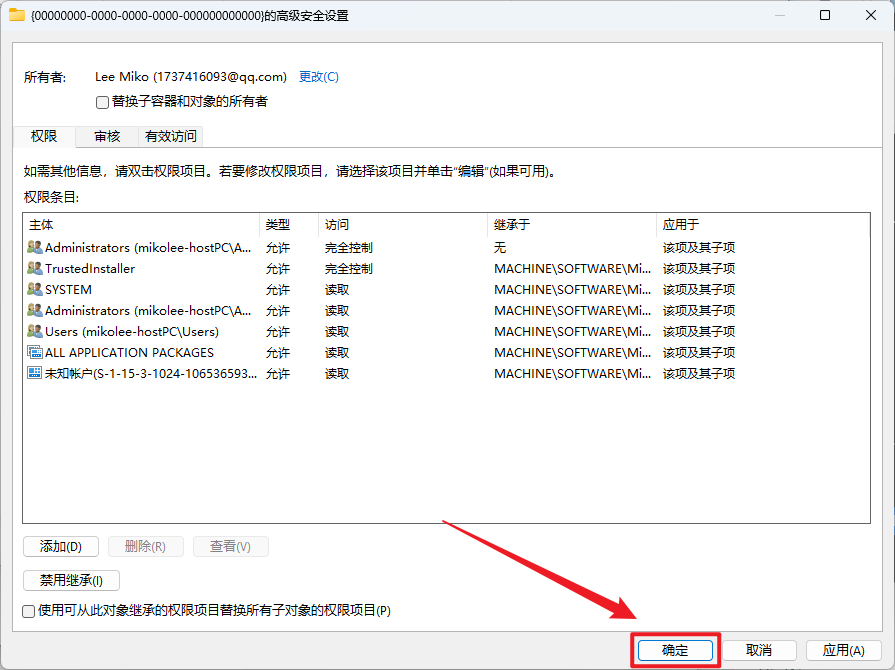 {00000000-0000-0000-0000-000000000000}的高级安全设置
所有者: Lee Miko (1737416093@qq.com) 更改(C)
替换子容器和对象的所有者
权限 审核 有效访问
如需其他信息，请双击权限项目。若要修改权限项目，请选择该项目并单击“编辑”(如果可用)。
权限条目:
主体 类型 访问 继承于 应用于
Administrators (mikolee-hostPC\A... 允许 完全控制 无 该项及其子项
TrustedInstaller 允许 完全控制 MACHINE\SOFTWARE\Mi... 该项及其子项
SYSTEM 允许 读取 MACHINE\SOFTWARE\Mi... 该项及其子项
Administrators (mikolee-hostPC\A... 允许 读取 MACHINE\SOFTWARE\Mi... 该项及其子项
Users (mikolee-hostPC\Users) 允许 读取 MACHINE\SOFTWARE\Mi... 该项及其子项
ALL APPLICATION PACKAGES 允许 读取 MACHINE\SOFTWARE\Mi... 该项及其子项
未知帐户(S-1-15-3-1024-106536593... 允许 读取 MACHINE\SOFTWARE\Mi... 该项及其子项
添加(D) 删除(R) 查看(V)
禁用继承(I)
使用可从此对象继承的权限项目替换所有子对象的权限项目(P)
确定 取消 应用(A)